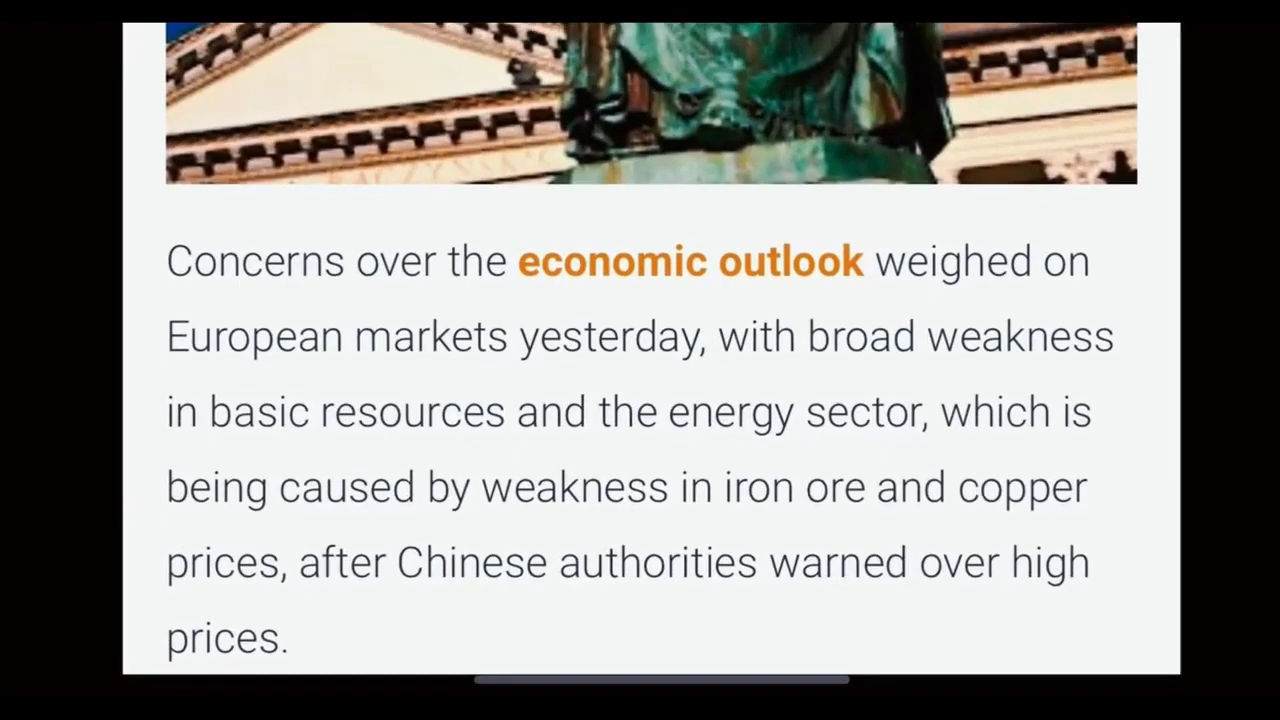 Concerns over the economic outlook weighed on
European markets yesterday, with broad weakness
in basic resources and the energy sector, which is
being caused by weakness in iron ore and copper
prices, after Chinese authorities warned over high
prices.